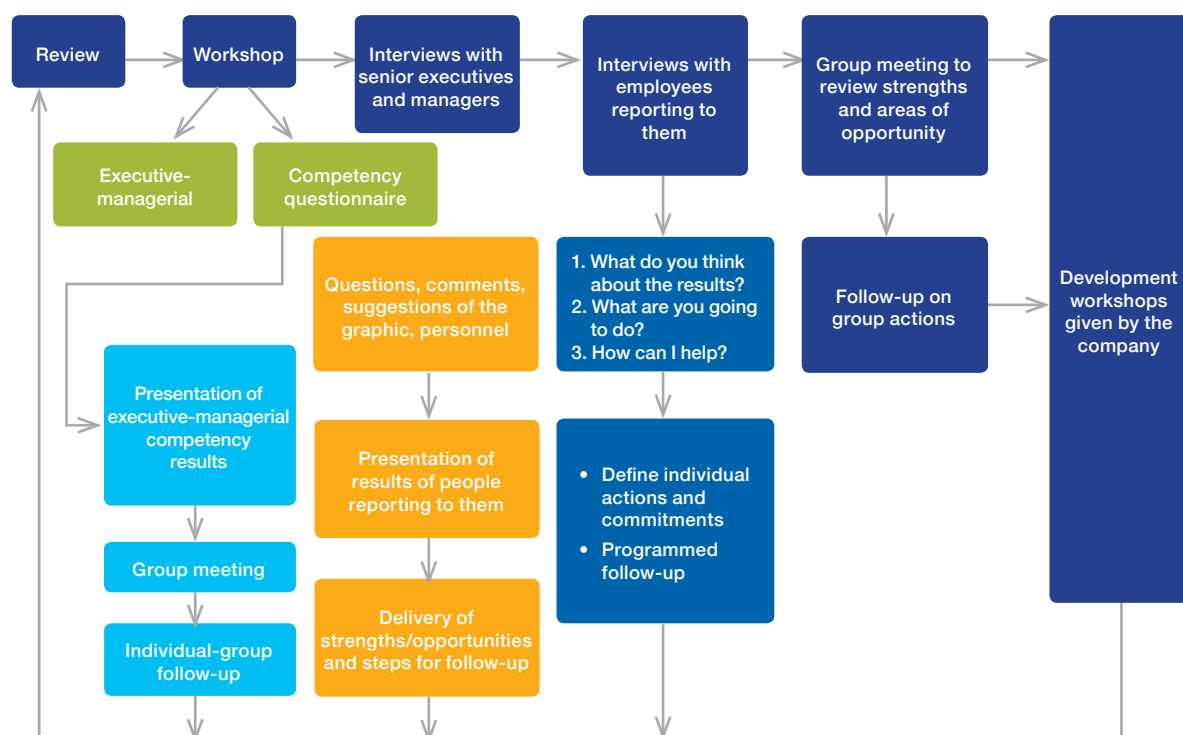 Review
Workshop
Interviews with
senior executives
and managers
Interviews with
employees
reporting to
them
Group meeting to
review strengths
and areas of
opportunity
Executive-
managerial
Competency
questionnaire
Questions, comments,
suggestions of the
graphic, personnel
1. What do you think
about the results?
2. What are you going
to do?
3. How can I help?
Follow-up on
group actions
Development
workshops
given by the
company
Presentation of
executive-managerial
competency
results
Presentation of
results of people
reporting to them
• Define individual
actions and
commitments
• Programmed
follow-up
Group meeting
Delivery of
strengths/opportunities
and steps for follow-up
Individual-group
follow-up